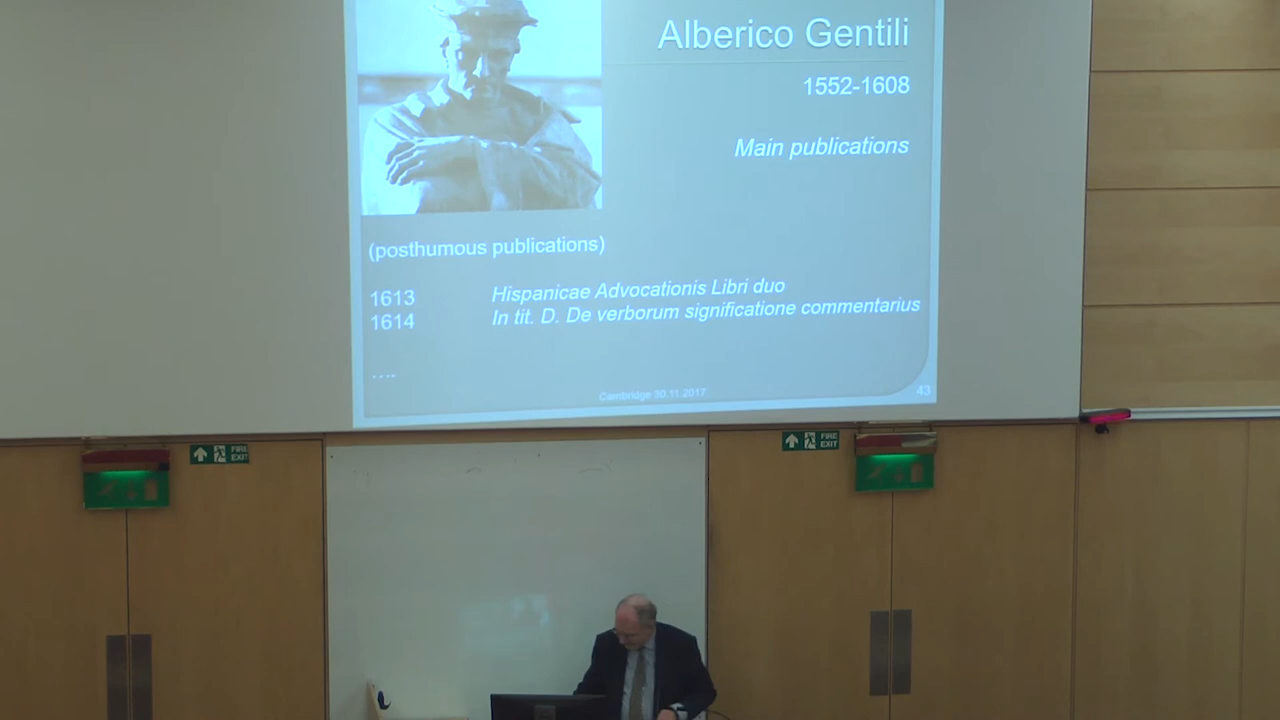 Alberico Gentili
1552-1608
Main publications
(posthumous publications)
1613 Hispanicae Advocationis Libri duo
1614 In tit. D. De verborum significatione commentarius
....
Cambridge 30.11.2017
43
FIRE EXIT
FIRE EXIT